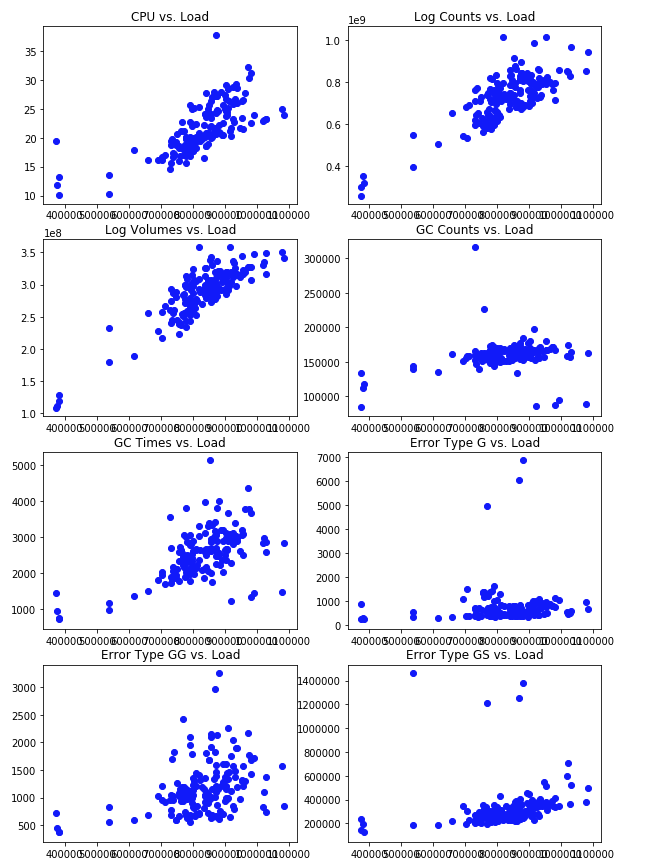 CPU vs. Load
35
30
25
20
15
10
400000 500000 600000 700000 800000 900000 1000000 1100000
Log Counts vs. Load
1e9
1.0
0.8
0.6
0.4
400000 500000 600000 700000 800000 900000 1000000 1100000
Log Volumes vs. Load
1e8
3.5
3.0
2.5
2.0
1.5
1.0
400000 500000 600000 700000 800000 900000 1000000 1100000
GC Counts vs. Load
300000
250000
200000
150000
100000
400000 500000 600000 700000 800000 900000 1000000 1100000
GC Times vs. Load
5000
4000
3000
2000
1000
400000 500000 600000 700000 800000 900000 1000000 1100000
Error Type G vs. Load
7000
6000
5000
4000
3000
2000
1000
0
400000 500000 600000 700000 800000 900000 1000000 1100000
Error Type GG vs. Load
3000
2500
2000
1500
1000
500
400000 500000 600000 700000 800000 900000 1000000 1100000
Error Type GS vs. Load
1400000
1200000
1000000
800000
600000
400000
200000
400000 500000 600000 700000 800000 900000 1000000 1100000